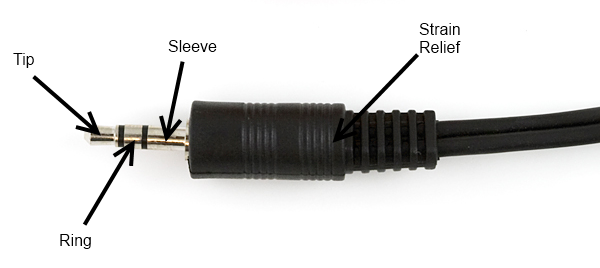 Strain
Relief
Sleeve
Tip
Ring